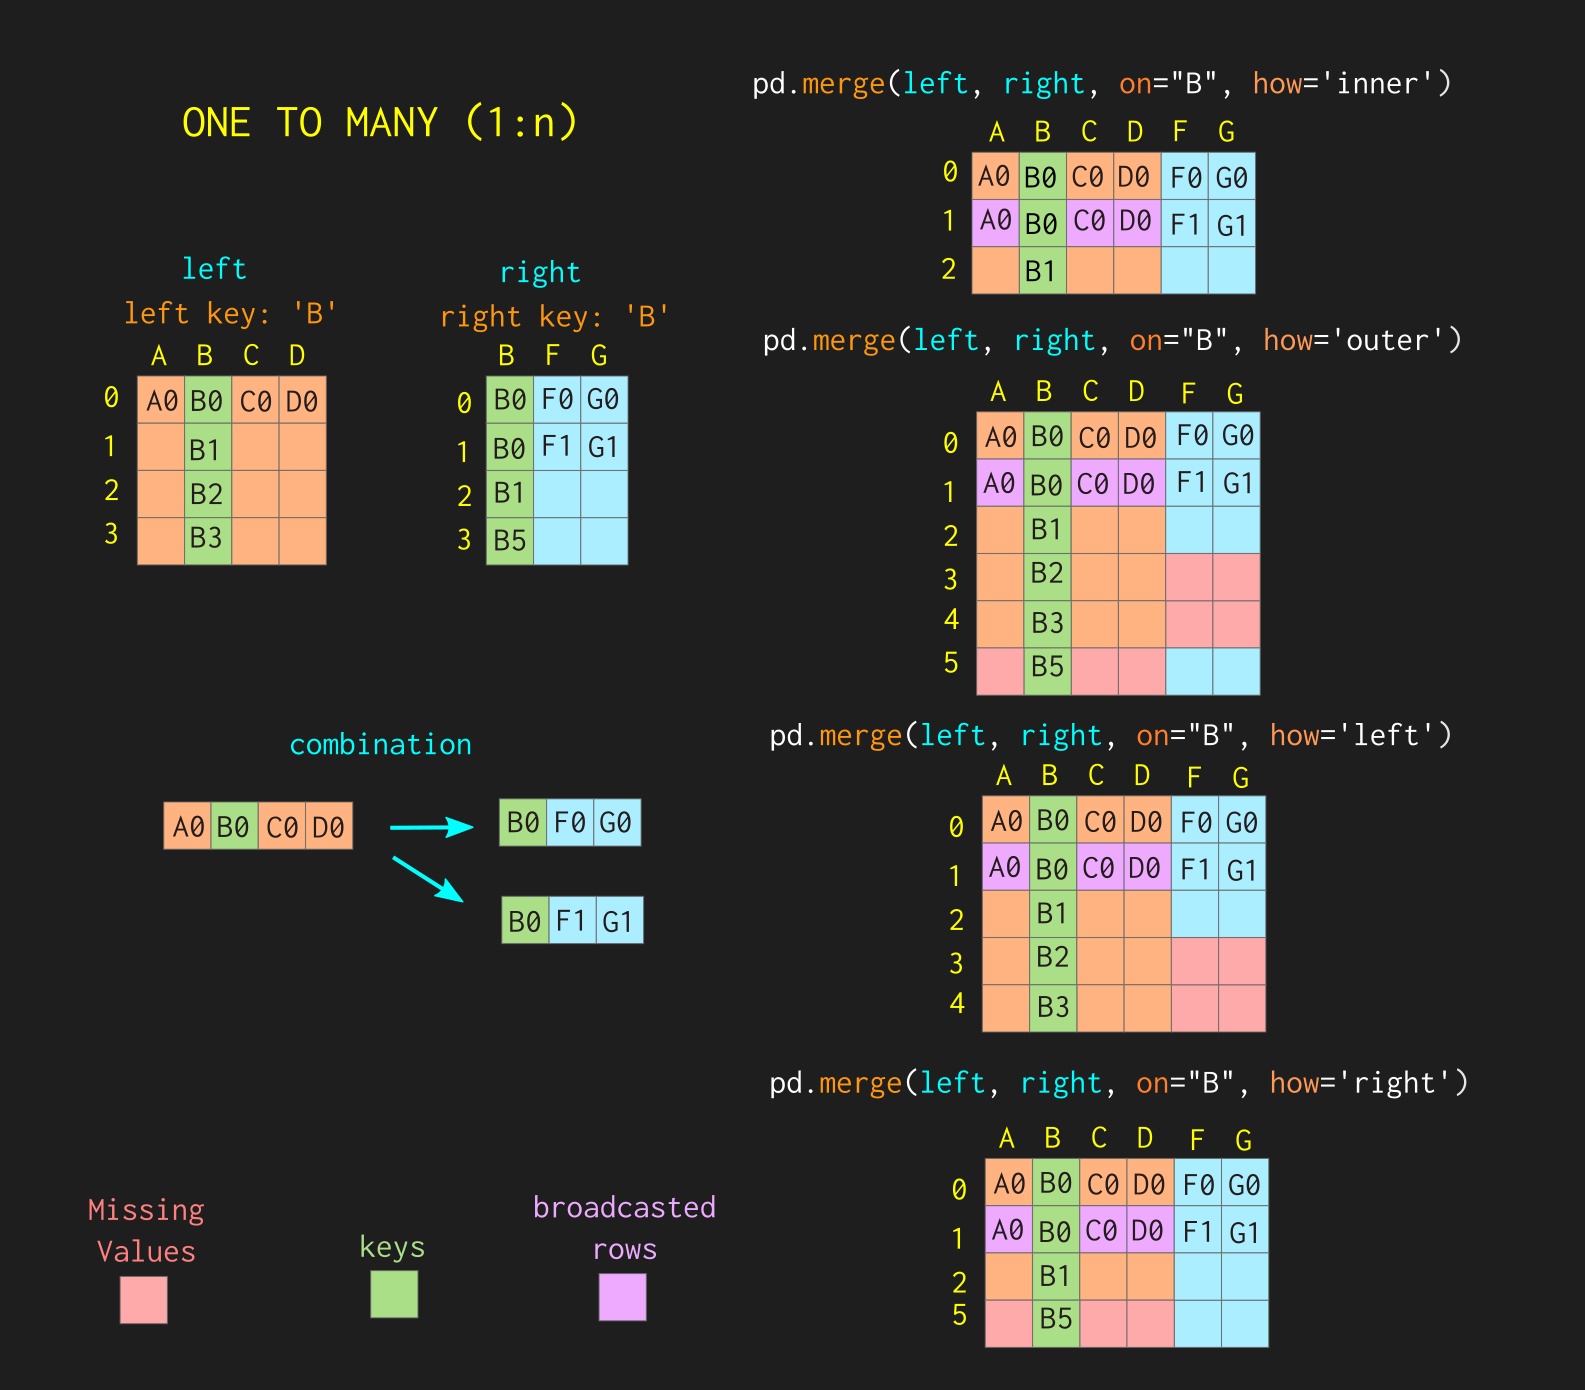 ONE TO MANY (1:n)
left
left key: 'B'
A B C D
0 A0 B0 C0 D0
1 B1
2 B2
3 B3
right
right key: 'B'
B F G
0 B0 F0 G0
1 B0 F1 G1
2 B1
3 B5
combination
A0 B0 C0 D0
B0 F0 G0
B0 F1 G1
Missing
Values
keys
broadcasted
rows
pd.merge(left, right, on="B", how='inner')
A B C D F G
0 A0 B0 C0 D0 F0 G0
1 A0 B0 C0 D0 F1 G1
2 B1
pd.merge(left, right, on="B", how='outer')
A B C D F G
0 A0 B0 C0 D0 F0 G0
1 A0 B0 C0 D0 F1 G1
2 B1
3 B2
4 B3
5 B5
pd.merge(left, right, on="B", how='left')
A B C D F G
0 A0 B0 C0 D0 F0 G0
1 A0 B0 C0 D0 F1 G1
2 B1
3 B2
4 B3
pd.merge(left, right, on="B", how='right')
A B C D F G
0 A0 B0 C0 D0 F0 G0
1 A0 B0 C0 D0 F1 G1
2 B1
5 B5